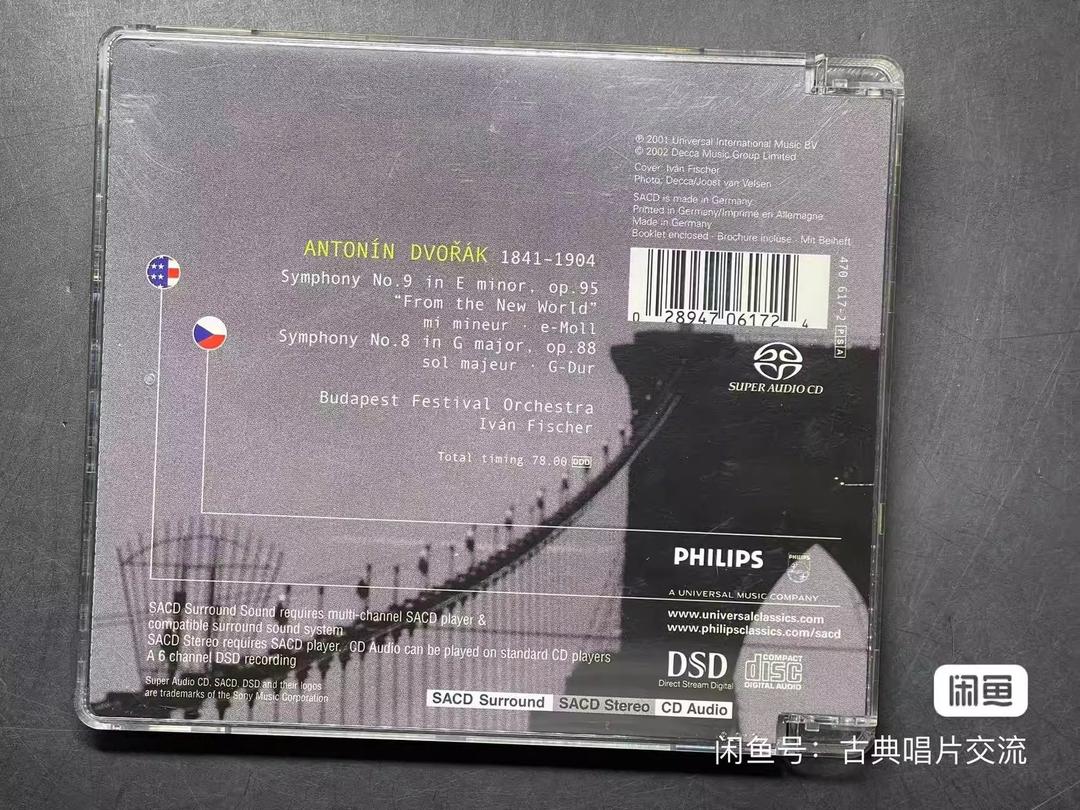 ℗ 2001 Universal International Music BV
© 2002 Decca Music Group Limited
Cover: Iván Fischer
Photo: Decca/Joost van Velsen
SACD is made in Germany.
Printed in Germany/Imprimé en Allemagne
Made in Germany
Booklet enclosed · Brochure incluse · Mit Beiheft
ANTONÍN DVOŘÁK 1841–1904
Symphony No.9 in E minor, op.95
“From the New World”
mi mineur · e-Moll
Symphony No.8 in G major, op.88
sol majeur · G-Dur
Budapest Festival Orchestra
Iván Fischer
Total timing 78.00 DDD
0 28947 06172 4
470 617-2 PSA
SUPER AUDIO CD
PHILIPS
PHILIPS
A UNIVERSAL MUSIC COMPANY
www.universalclassics.com
www.philipsclassics.com/sacd
SACD Surround Sound requires multi-channel SACD player &
compatible surround sound system
SACD Stereo requires SACD player. CD Audio can be played on standard CD players
A 6 channel DSD recording
Super Audio CD, SACD, DSD and their logos
are trademarks of the Sony Music Corporation
DSD
Direct Stream Digital
COMPACT
disc
DIGITAL AUDIO
SACD Surround SACD Stereo CD Audio
闲鱼
闲鱼号：古典唱片交流